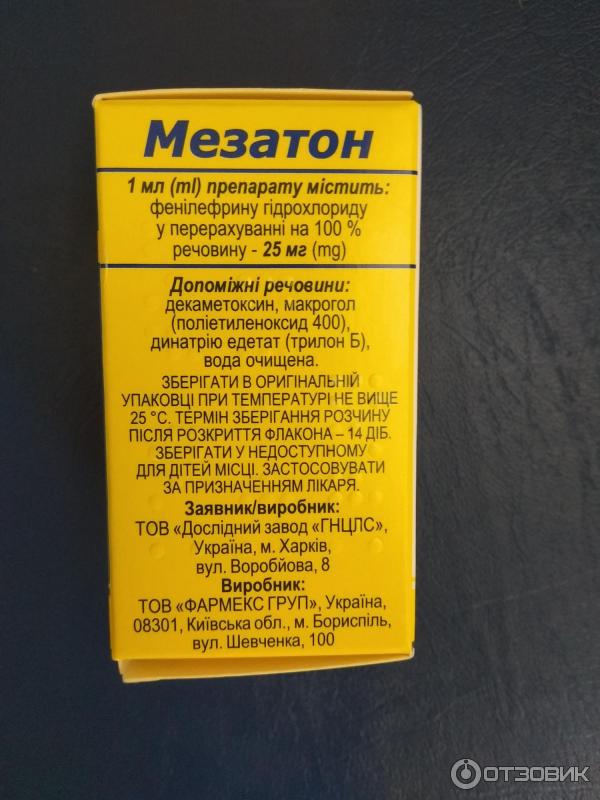 Мезатон
1 мл (ml) препарату містить:
фенілефрину гідрохлориду
у перерахуванні на 100 %
речовину - 25 мг (mg)
Допоміжні речовини:
декаметоксин, макрогол
(поліетиленоксид 400),
динатрію едетат (трилон Б),
вода очищена.
ЗБЕРІГАТИ В ОРИГІНАЛЬНІЙ
УПАКОВЦІ ПРИ ТЕМПЕРАТУРІ НЕ ВИЩЕ
25 °С. ТЕРМІН ЗБЕРІГАННЯ РОЗЧИНУ
ПІСЛЯ РОЗКРИТТЯ ФЛАКОНА – 14 ДІБ.
ЗБЕРІГАТИ У НЕДОСТУПНОМУ
ДЛЯ ДІТЕЙ МІСЦІ. ЗАСТОСОВУВАТИ
ЗА ПРИЗНАЧЕННЯМ ЛІКАРЯ.
Заявник/виробник:
ТОВ «Дослідний завод «ГНЦЛС»,
Україна, м. Харків,
вул. Воробйова, 8
Виробник:
ТОВ «ФАРМЕКС ГРУП», Україна,
08301, Київська обл., м. Бориспіль,
вул. Шевченка, 100
ОТЗОВИК